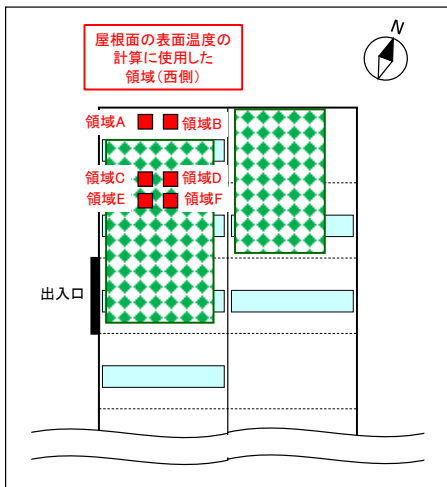 屋根面の表面温度の
計算に使用した
領域(西側)
N
領域A
領域B
領域C
領域D
領域E
領域F
出入口